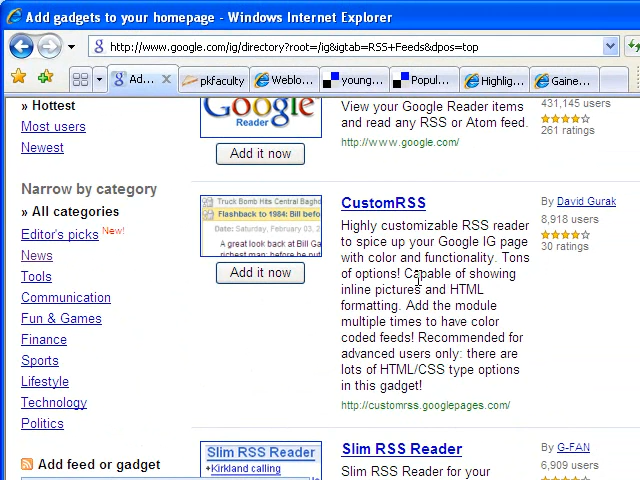 Add gadgets to your homepage - Windows Internet Explorer
http://www.google.com/ig/directory?root=/ig&igtab=RSS+Feeds&dpos=top
Ad...
pkfaculty
Weblo...
young...
Popul...
Highlig...
Gaine...
» Hottest
Most users
Newest
Narrow by category
» All categories
Editor's picks New!
News
Tools
Communication
Fun & Games
Finance
Sports
Lifestyle
Technology
Politics
Add feed or gadget
Google
Reader
Add it now
View your Google Reader items
and read any RSS or Atom feed.
http://www.google.com/
431,145 users
261 ratings
Truck Bomb Hits Central Baghd
Flashback to 1984: Bill befo
Date: Saturday, February 03, 2
A great look back at Bill Ga
Add it now
CustomRSS
Highly customizable RSS reader
to spice up your Google IG page
with color and functionality. Tons
of options! Capable of showing
inline pictures and HTML
formatting. Add the module
multiple times to have color
coded feeds! Recommended for
advanced users only: there are
lots of HTML/CSS type options
in this gadget!
http://customrss.googlepages.com/
By David Gurak
8,918 users
30 ratings
Slim RSS Reader
+Kirkland calling
Slim RSS Reader
Slim RSS Reader for your
By G-FAN
6,909 users